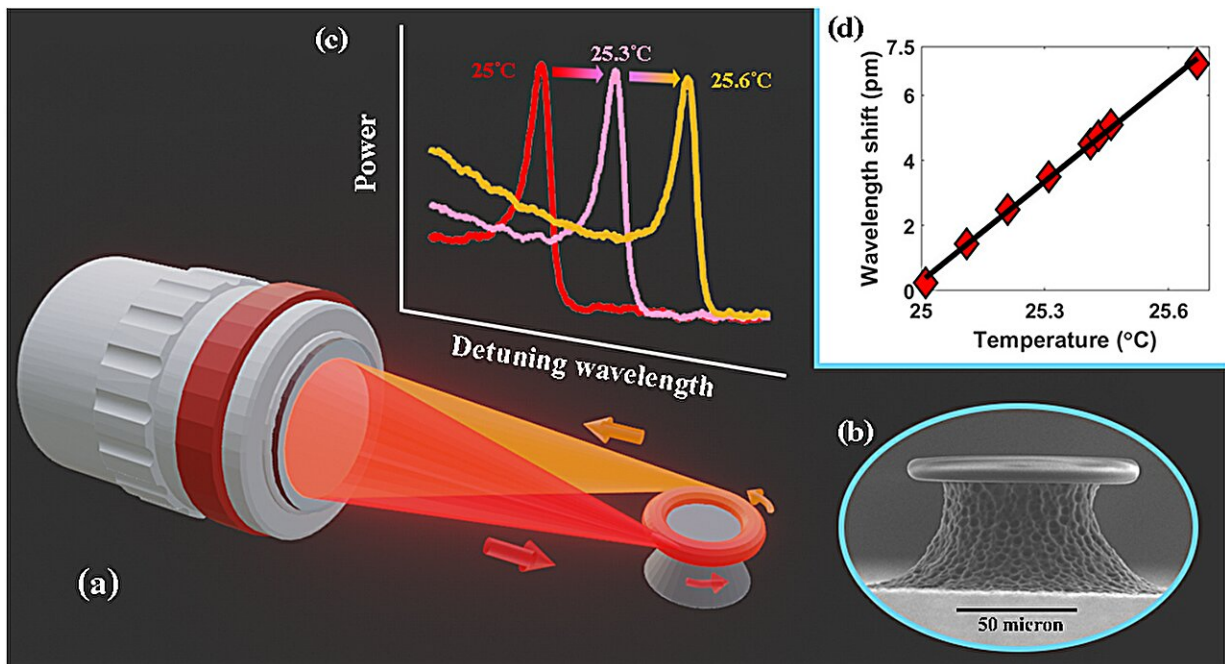 (c)
25°C
25.3°C
25.6°C
Power
Detuning wavelength
(d)
7.5
6
4
2
0
Wavelength shift (pm)
25
25.3
25.6
Temperature (°C)
(a)
(b)
50 micron